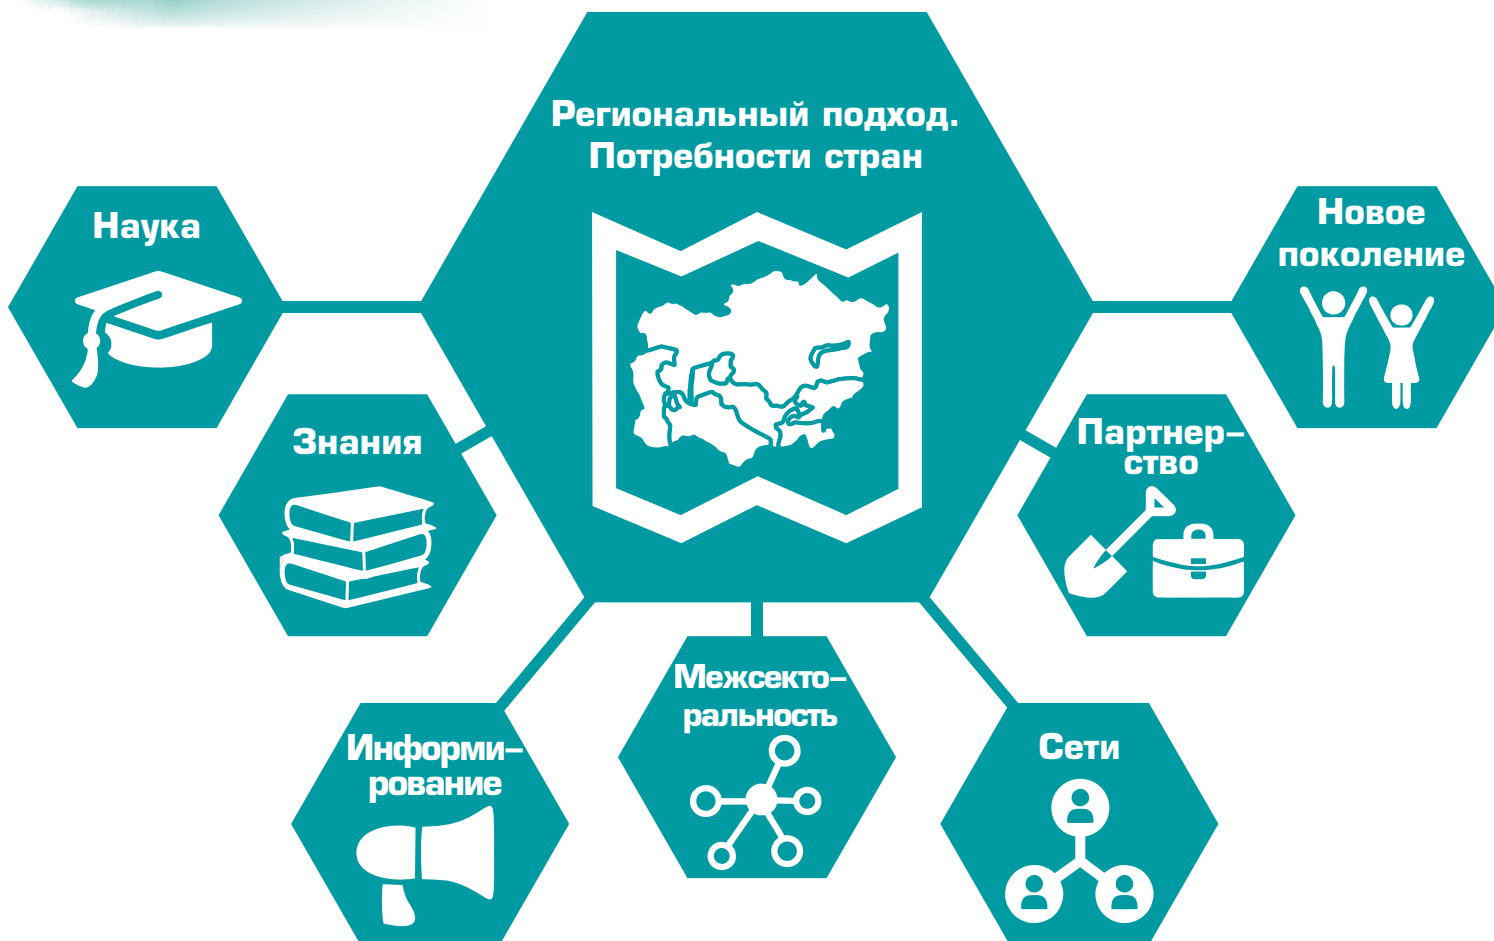 Региональный подход.
Потребности стран
Наука
Новое
поколение
Знания
Партнер-
ство
Межсекто-
ральность
Информи-
рование
Сети